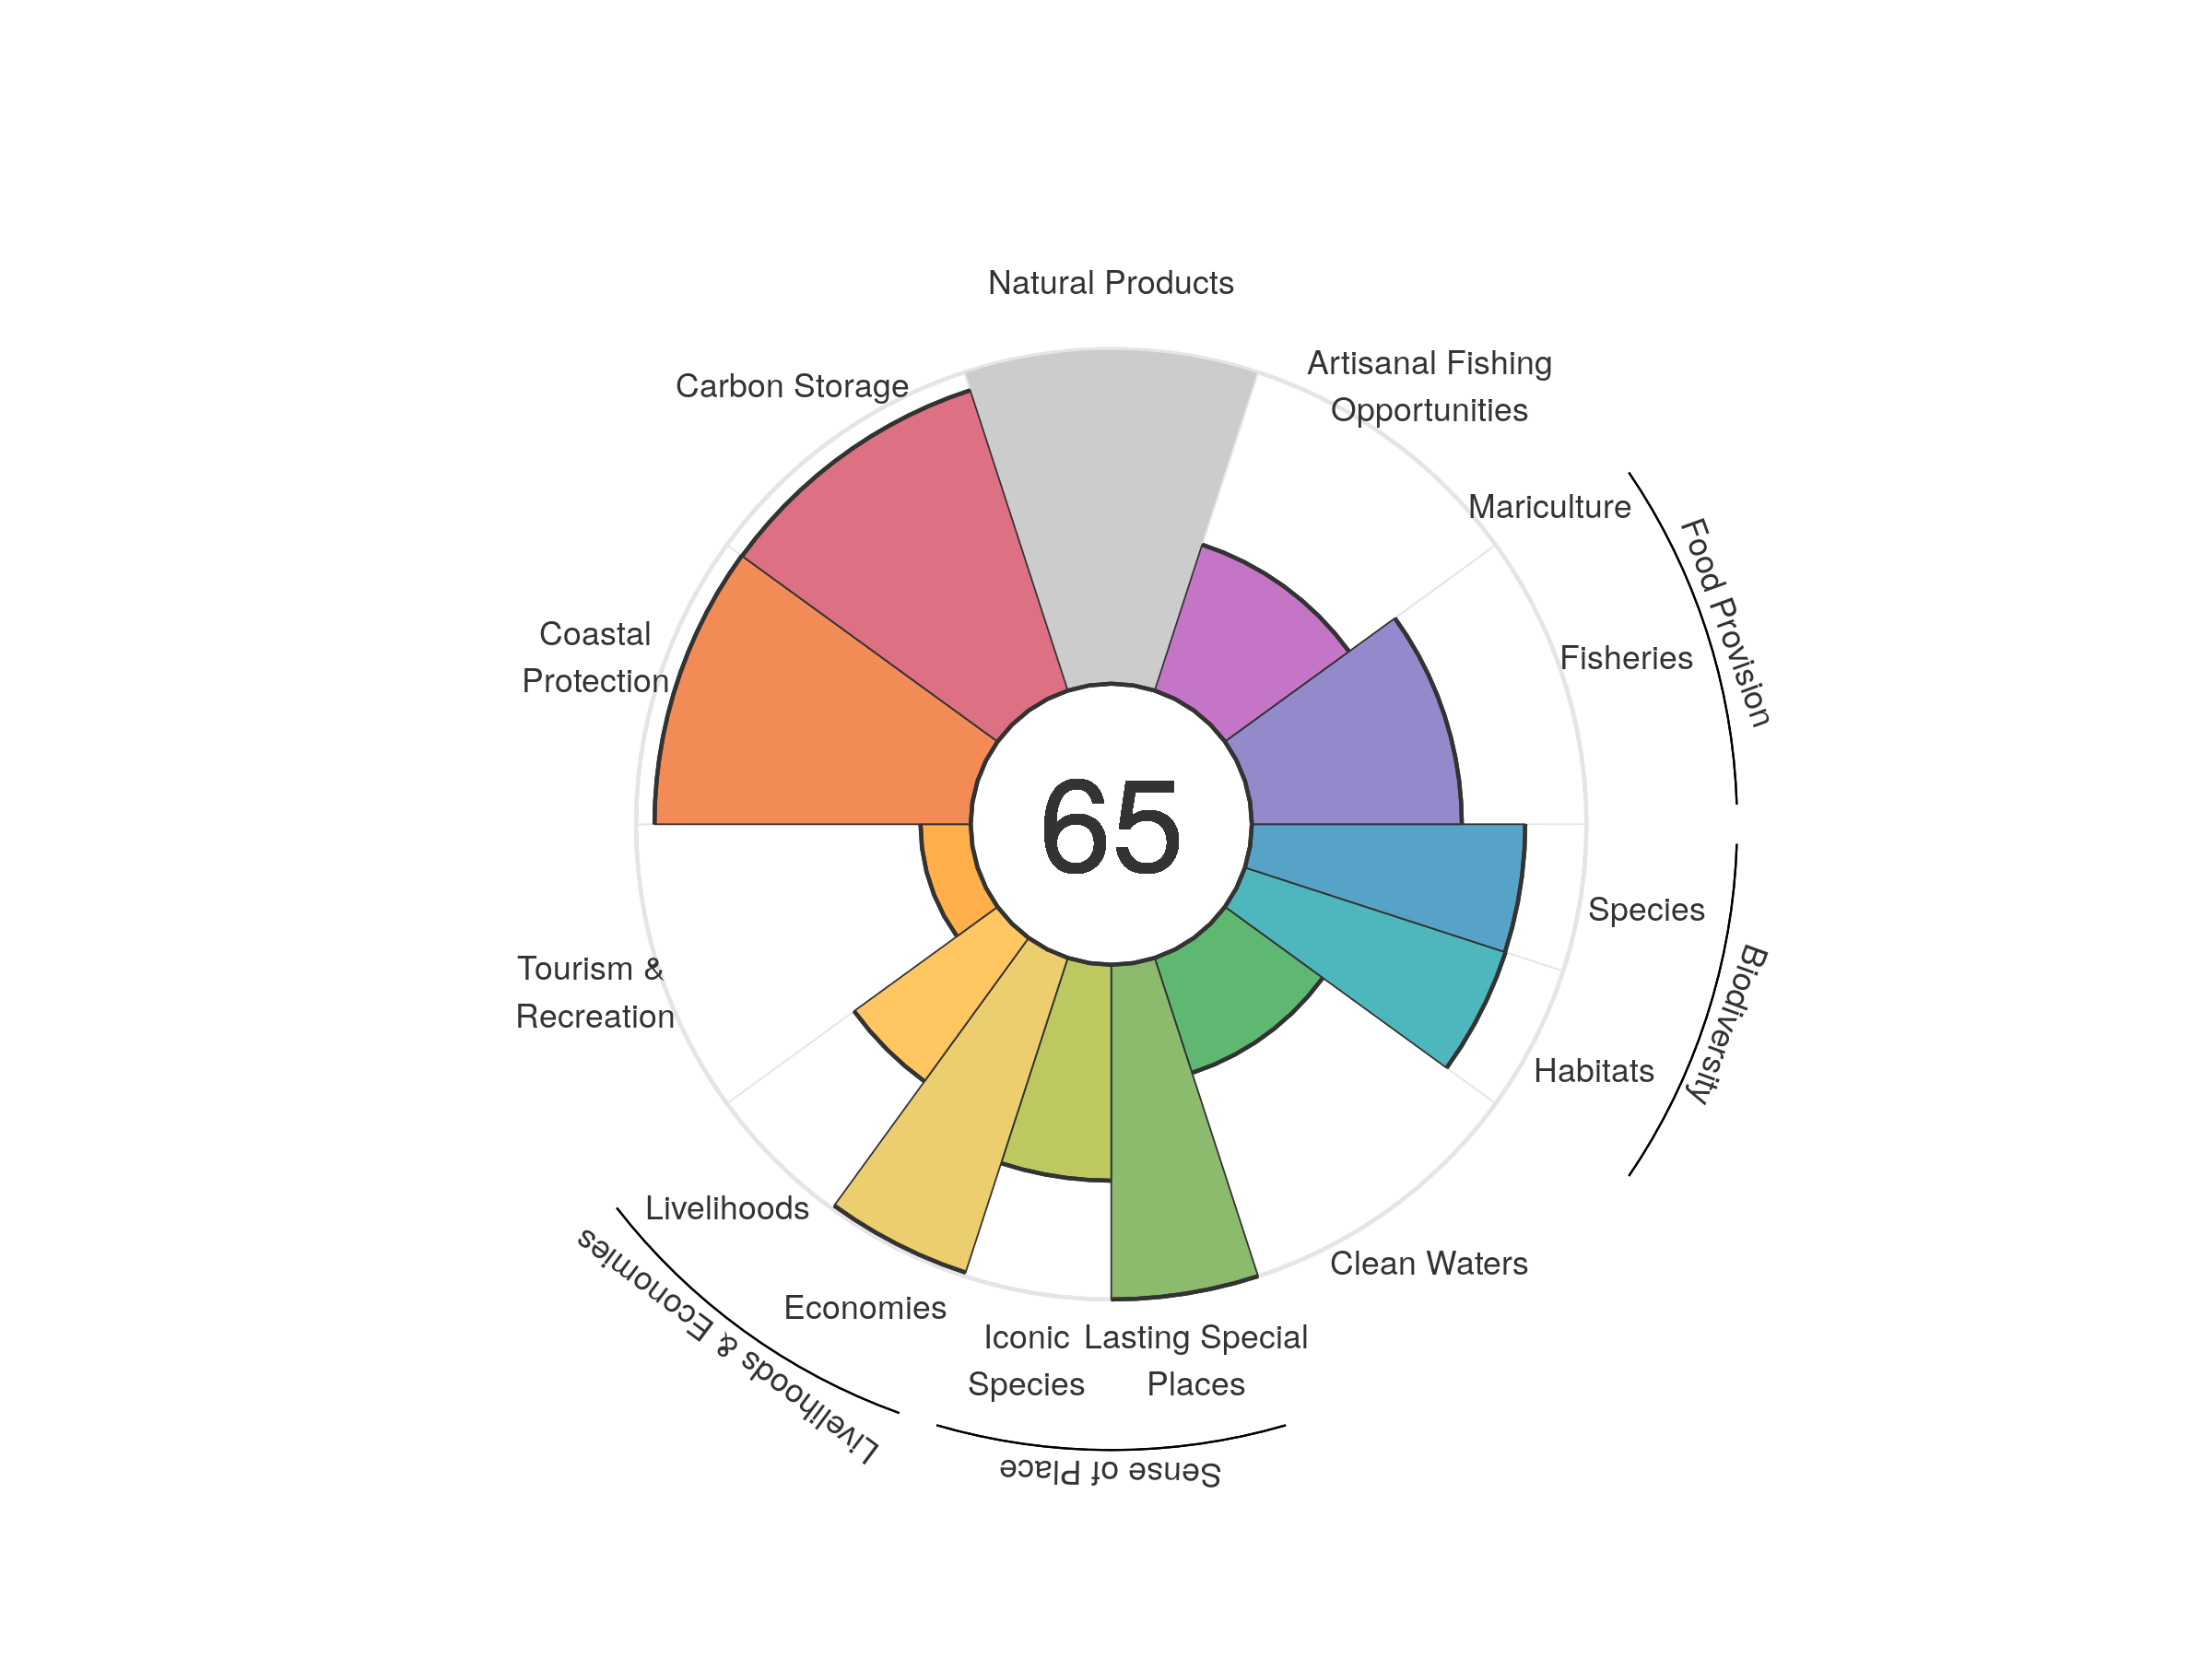 Natural Products
Artisanal Fishing
Opportunities
Carbon Storage
Mariculture
Food Provision
Fisheries
Coastal
Protection
65
Species
Biodiversity
Habitats
Tourism &
Recreation
Clean Waters
Livelihoods
Economies
Livelihoods & Economies
Iconic
Species
Lasting Special
Places
Sense of Place